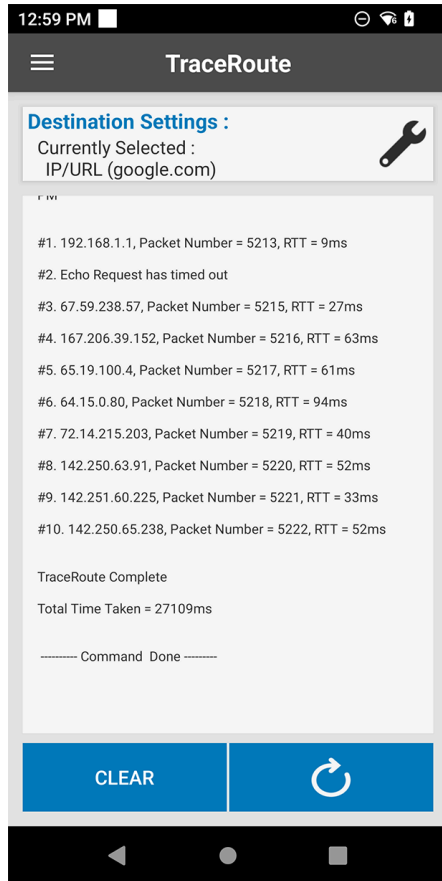 12:59 PM
TraceRoute
Destination Settings :
Currently Selected :
IP/URL (google.com)
PM
#1. 192.168.1.1, Packet Number = 5213, RTT = 9ms
#2. Echo Request has timed out
#3. 67.59.238.57, Packet Number = 5215, RTT = 27ms
#4. 167.206.39.152, Packet Number = 5216, RTT = 63ms
#5. 65.19.100.4, Packet Number = 5217, RTT = 61ms
#6. 64.15.0.80, Packet Number = 5218, RTT = 94ms
#7. 72.14.215.203, Packet Number = 5219, RTT = 40ms
#8. 142.250.63.91, Packet Number = 5220, RTT = 52ms
#9. 142.251.60.225, Packet Number = 5221, RTT = 33ms
#10. 142.250.65.238, Packet Number = 5222, RTT = 52ms
TraceRoute Complete
Total Time Taken = 27109ms
---------- Command  Done ---------
CLEAR